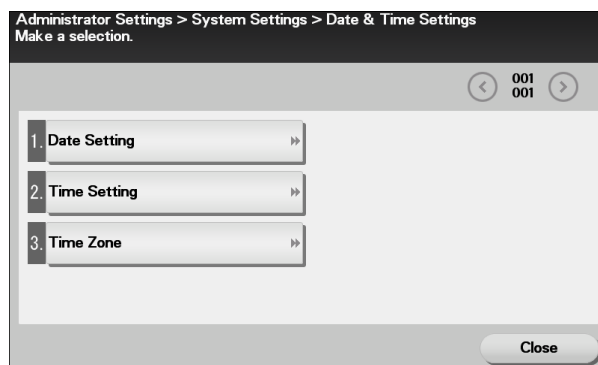 Administrator Settings > System Settings > Date & Time Settings
Make a selection.
001
001
1. Date Setting
2. Time Setting
3. Time Zone
Close